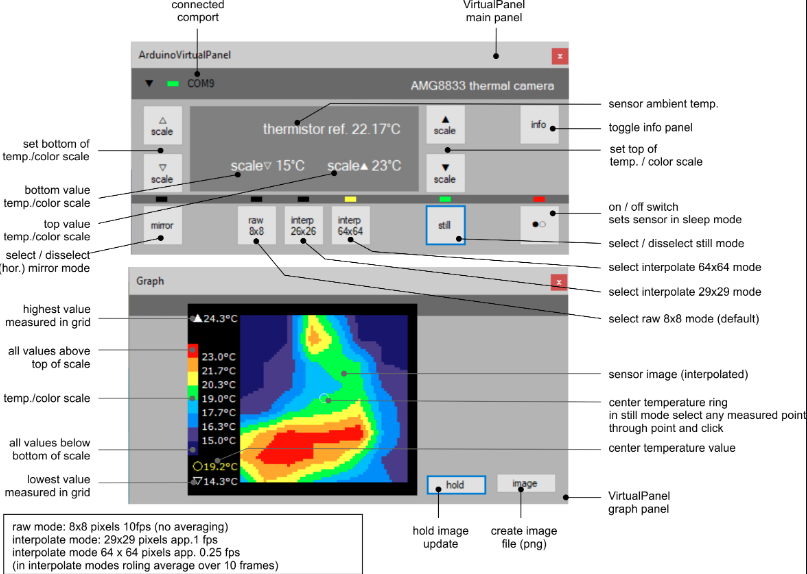 connected
comport
VirtualPanel
main panel
ArduinoVirtualPanel
x
COM9
AMG8833 thermal camera
△
scale
thermistor ref. 22.17°C
▲
scale
info
sensor ambient temp.
toggle info panel
set bottom of
temp./color scale
set top of
temp. / color scale
▽
scale
scale▽ 15°C
scale▲ 23°C
▼
scale
bottom value
temp./color scale
top value
temp./color scale
on / off switch
sets sensor in sleep mode
mirror
raw
8x8
interp
26x26
interp
64x64
still
select / disselect
(hor.) mirror mode
select / disselect still mode
select interpolate 64x64 mode
select interpolate 29x29 mode
select raw 8x8 mode (default)
Graph
x
highest value
measured in grid
▲24.3°C
all values above
top of scale
23.0°C
21.7°C
20.3°C
19.0°C
17.7°C
16.3°C
15.0°C
sensor image (interpolated)
temp./color scale
center temperature ring
in still mode select any measured point
through point and click
all values below
bottom of scale
center temperature value
19.2°C
lowest value
measured in grid
▽14.3°C
hold
image
VirtualPanel
graph panel
hold image
update
create image
file (png)
raw mode: 8x8 pixels 10fps (no averaging)
interpolate mode: 29x29 pixels app.1 fps
interpolate mode 64 x 64 pixels app. 0.25 fps
(in interpolate modes roling average over 10 frames)